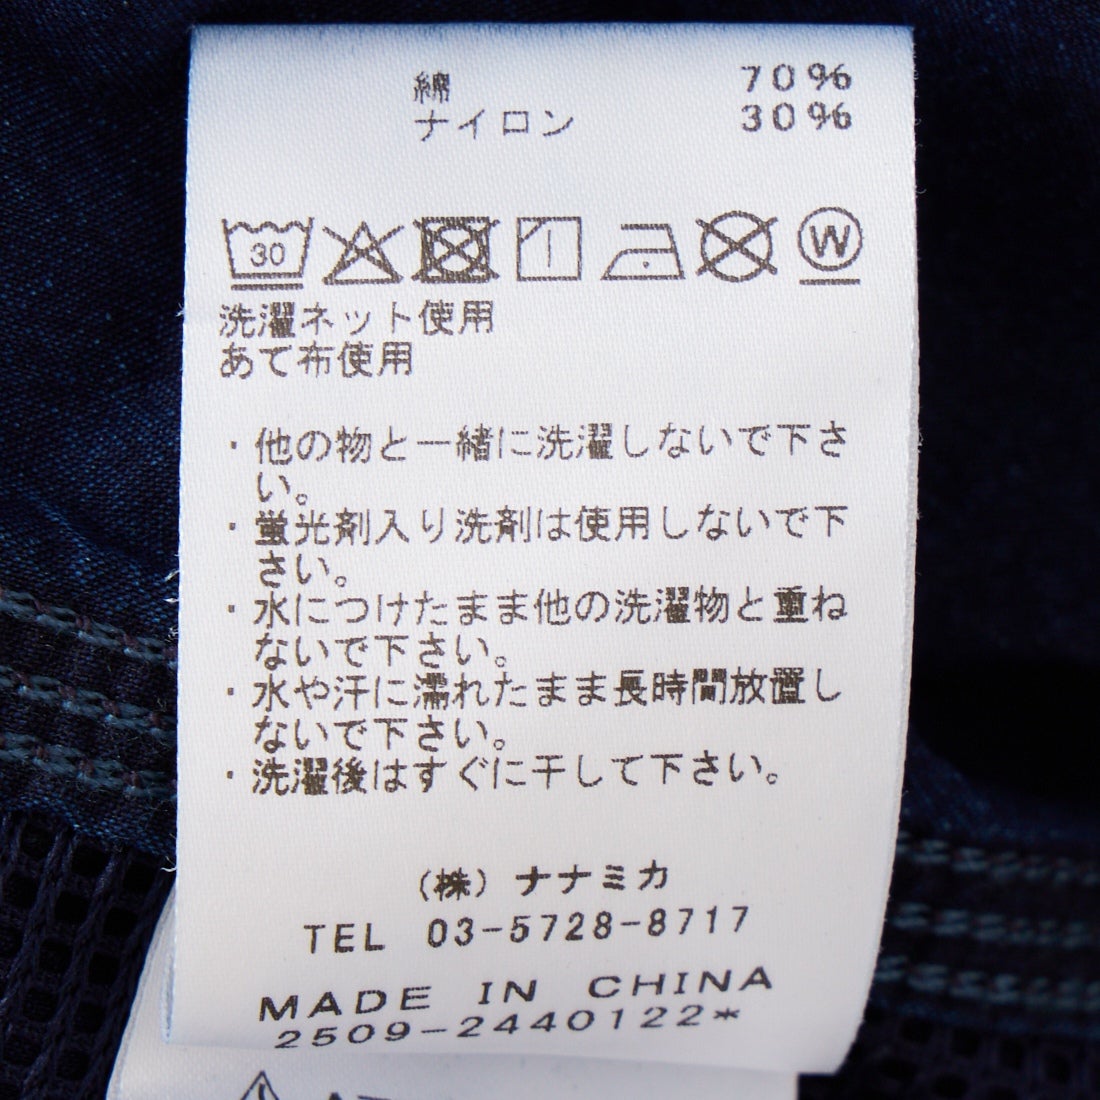 綿 70%
ナイロン 30%
30 W
洗濯ネット使用
あて布使用
・他の物と一緒に洗濯しないで下さ
い。
・蛍光剤入り洗剤は使用しないで下
さい。
・水につけたまま他の洗濯物と重ね
ないで下さい。
・水や汗に濡れたまま長時間放置し
ないで下さい。
・洗濯後はすぐに干して下さい。
(株)ナナミカ
TEL 03-5728-8717
MADE IN CHINA
2509-2440122*